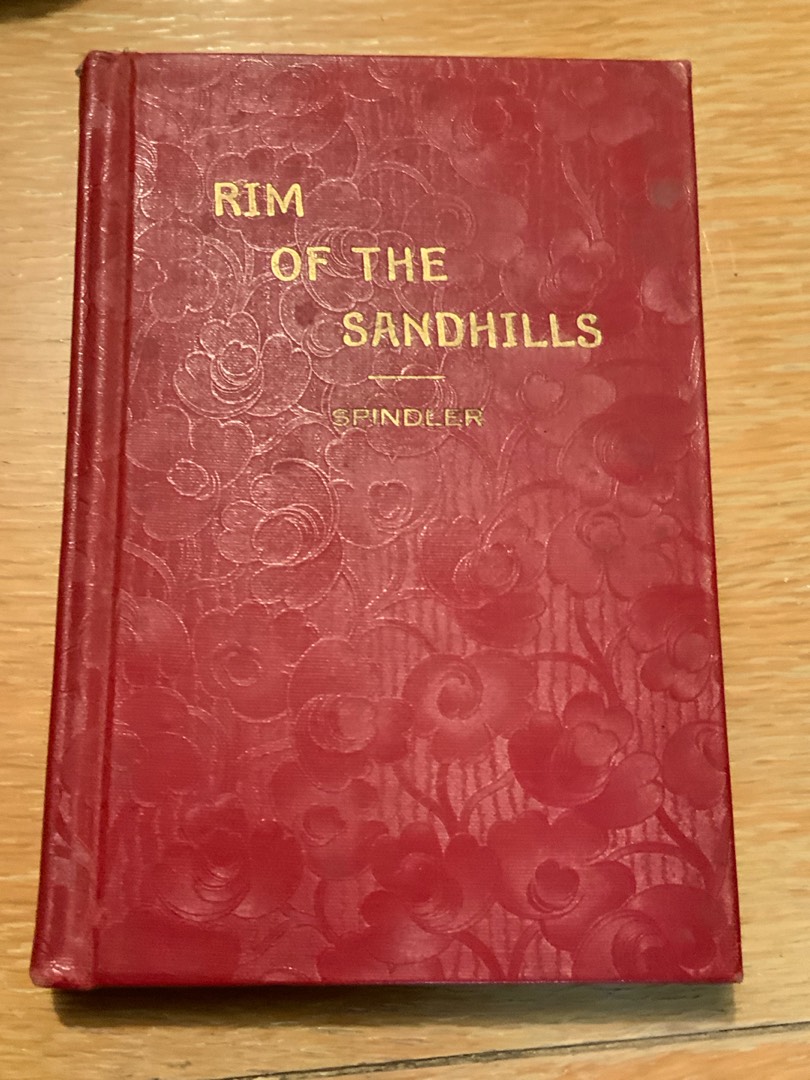 RIM
OF THE
SANDHILLS
SPINDLER